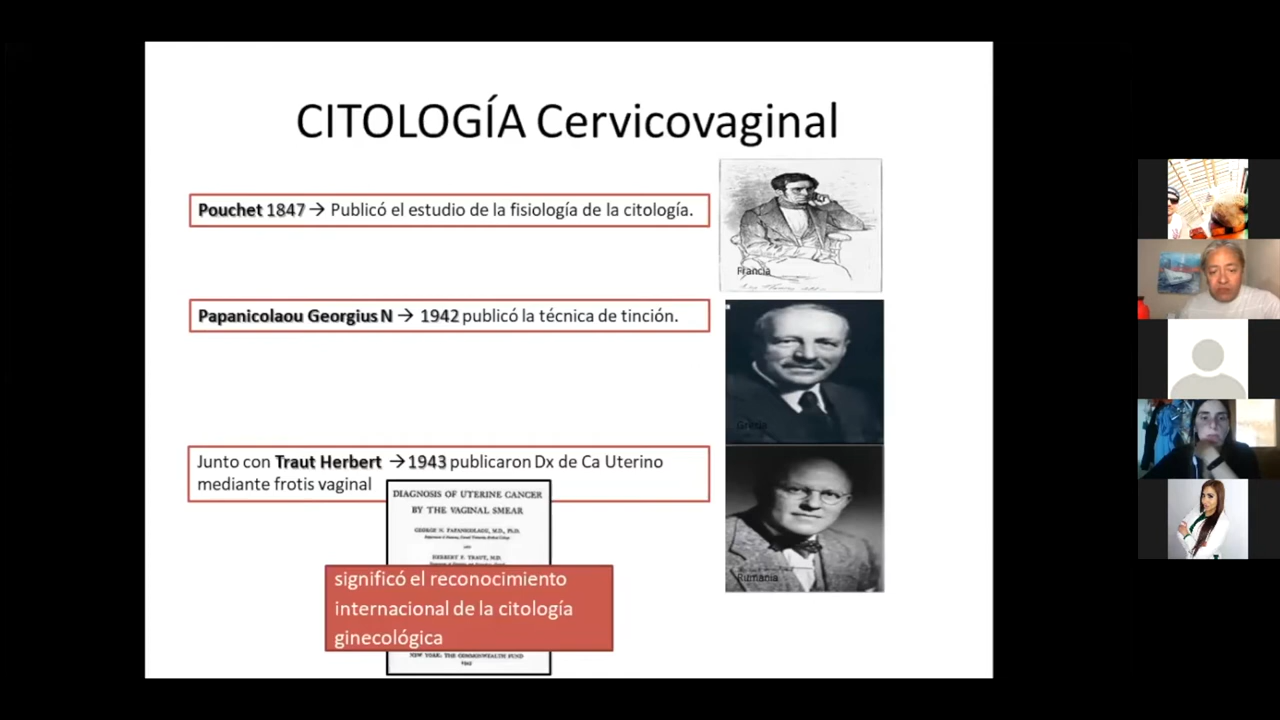 CITOLOGÍA Cervicovaginal
Pouchet 1847 → Publicó el estudio de la fisiología de la citología.
Francia
Papanicolaou Georgius N → 1942 publicó la técnica de tinción.
Grecia
Junto con Traut Herbert → 1943 publicaron Dx de Ca Uterino
mediante frotis vaginal
Rumania
DIAGNOSIS OF UTERINE CANCER
BY THE VAGINAL SMEAR
GEORGE N. PAPANICOLAOU, M.D., PH.D.
AND
HERBERT F. TRAUT, M.D.
significó el reconocimiento
internacional de la citología
ginecológica
NEW YORK: THE COMMONWEALTH FUND
1943